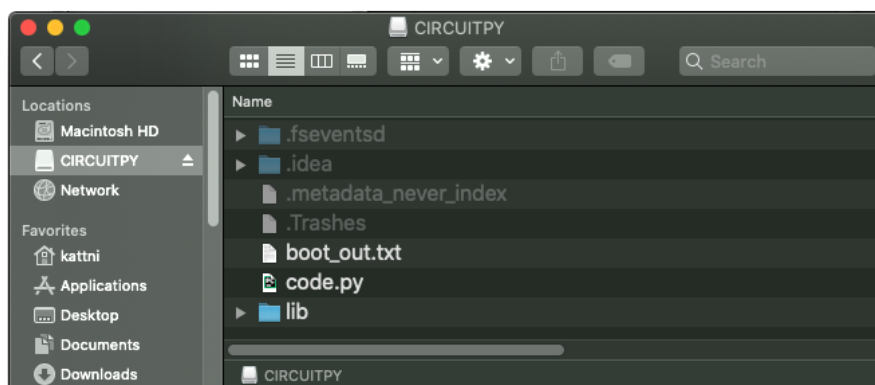 CIRCUITPY
Search
Locations
Macintosh HD
CIRCUITPY
Network
Favorites
kattni
Applications
Desktop
Documents
Downloads
Name
.fseventsd
.idea
.metadata_never_index
.Trashes
boot_out.txt
code.py
lib
CIRCUITPY